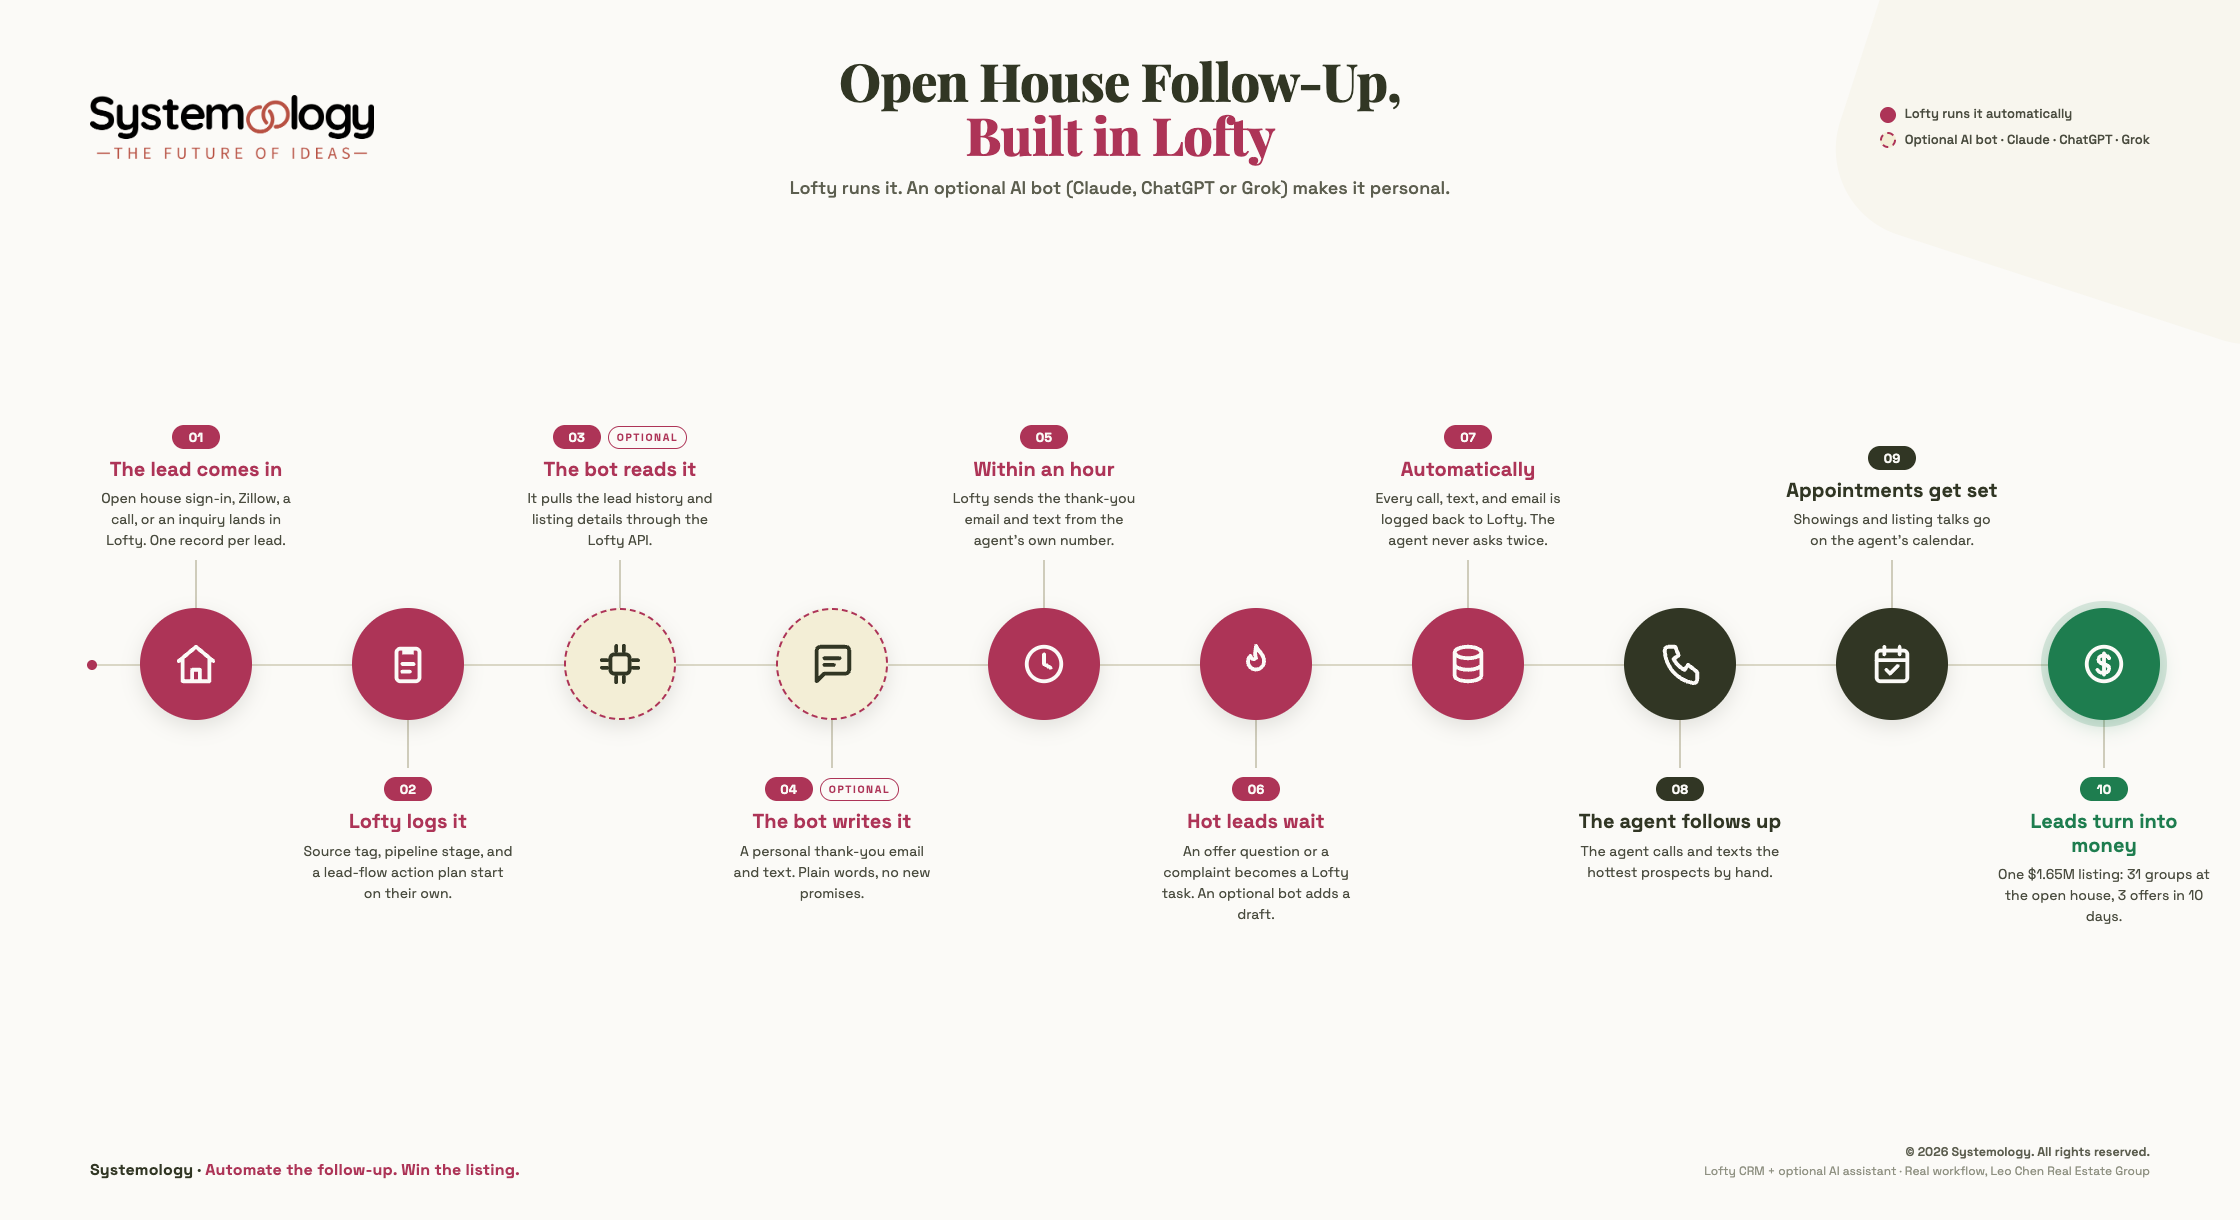 Systemology
—THE FUTURE OF IDEAS—
Open House Follow-Up,
Built in Lofty
Lofty runs it. An optional AI bot (Claude, ChatGPT or Grok) makes it personal.
Lofty runs it automatically
Optional AI bot · Claude · ChatGPT · Grok
01
The lead comes in
Open house sign-in, Zillow, a
call, or an inquiry lands in
Lofty. One record per lead.
02
Lofty logs it
Source tag, pipeline stage, and
a lead-flow action plan start
on their own.
03 OPTIONAL
The bot reads it
It pulls the lead history and
listing details through the
Lofty API.
04 OPTIONAL
The bot writes it
A personal thank-you email
and text. Plain words, no new
promises.
05
Within an hour
Lofty sends the thank-you
email and text from the
agent's own number.
06
Hot leads wait
An offer question or a
complaint becomes a Lofty
task. An optional bot adds a
draft.
07
Automatically
Every call, text, and email is
logged back to Lofty. The
agent never asks twice.
08
The agent follows up
The agent calls and texts the
hottest prospects by hand.
09
Appointments get set
Showings and listing talks go
on the agent's calendar.
10
Leads turn into
money
One $1.65M listing: 31 groups at
the open house, 3 offers in 10
days.
Systemology · Automate the follow-up. Win the listing.
© 2026 Systemology. All rights reserved.
Lofty CRM + optional AI assistant · Real workflow, Leo Chen Real Estate Group